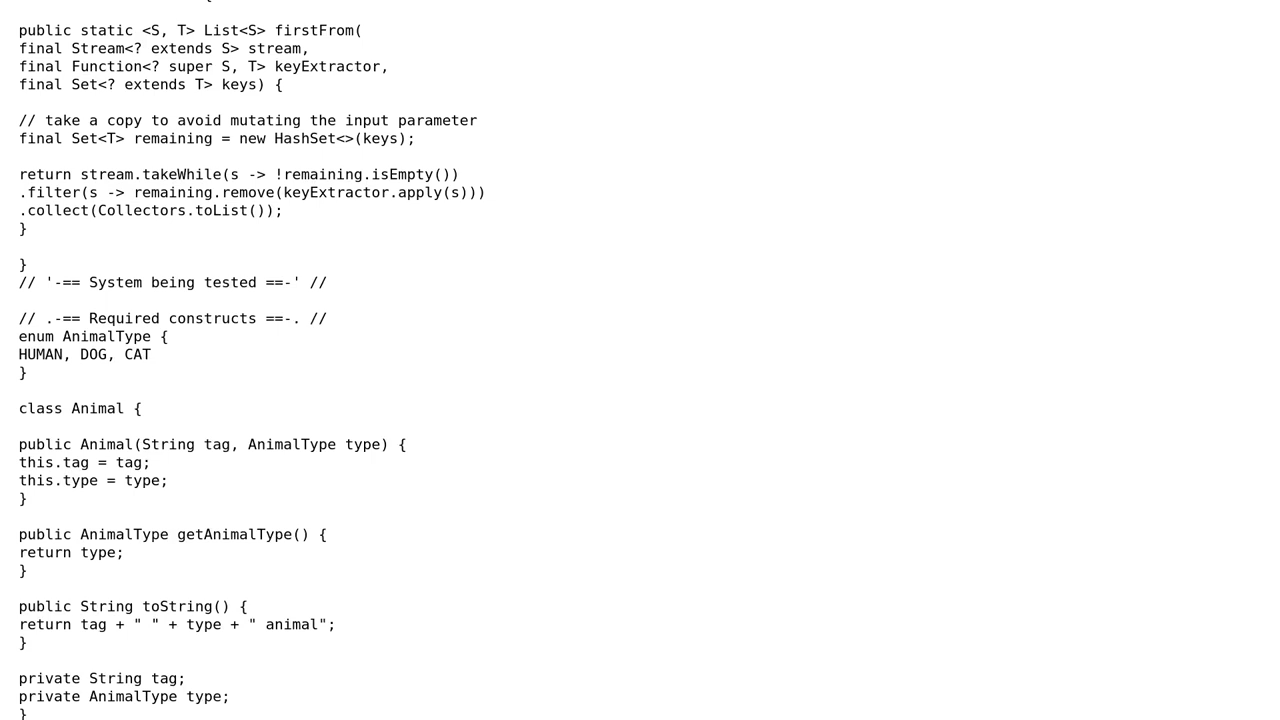 public static <S, T> List<S> firstFrom(
final Stream<? extends S> stream,
final Function<? super S, T> keyExtractor,
final Set<? extends T> keys) {
// take a copy to avoid mutating the input parameter
final Set<T> remaining = new HashSet<>(keys);
return stream.takeWhile(s -> !remaining.isEmpty())
.filter(s -> remaining.remove(keyExtractor.apply(s)))
.collect(Collectors.toList());
}
}
// '-== System being tested ==-' //
// .-== Required constructs ==-. //
enum AnimalType {
HUMAN, DOG, CAT
}
class Animal {
public Animal(String tag, AnimalType type) {
this.tag = tag;
this.type = type;
}
public AnimalType getAnimalType() {
return type;
}
public String toString() {
return tag + " " + type + " animal";
}
private String tag;
private AnimalType type;
}